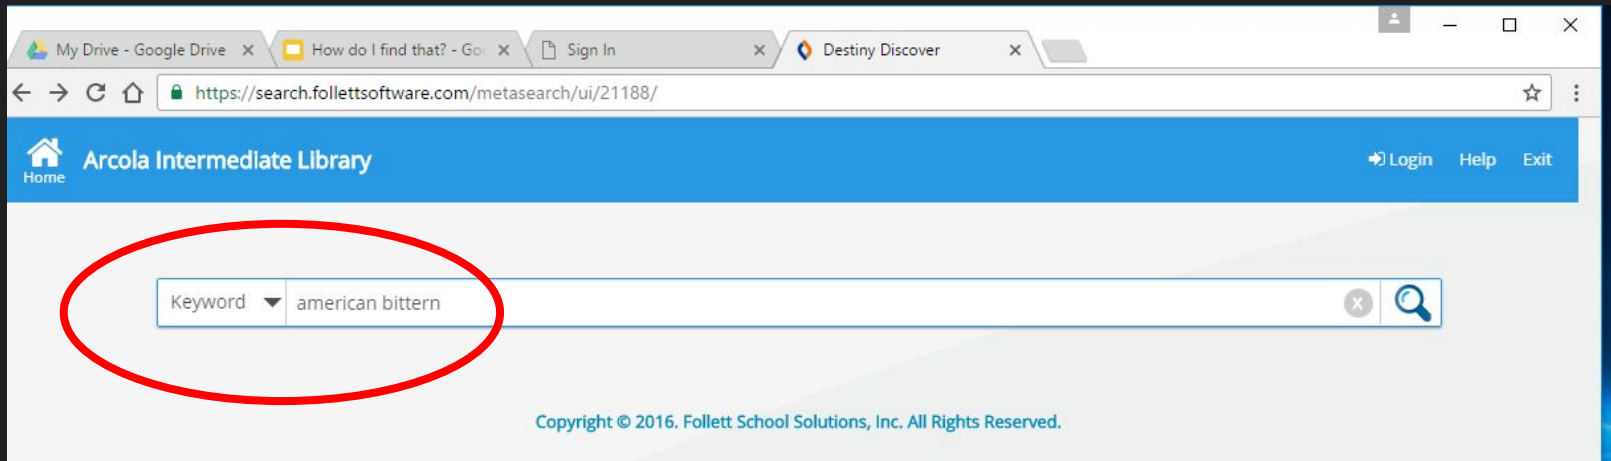 My Drive - Google Drive How do I find that? - Goo Sign In Destiny Discover
https://search.follettsoftware.com/metasearch/ui/21188/
Home Arcola Intermediate Library Login Help Exit
Keyword american bittern
Copyright © 2016. Follett School Solutions, Inc. All Rights Reserved.